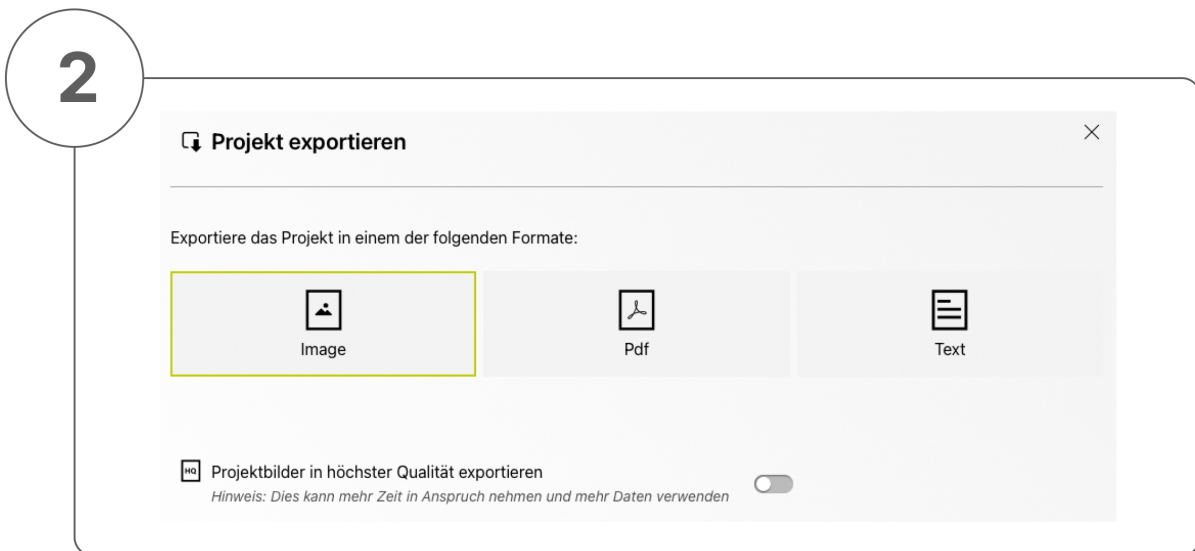 2
Projekt exportieren
Exportiere das Projekt in einem der folgenden Formate:
Image
Pdf
Text
HQ
Projektbilder in höchster Qualität exportieren
Hinweis: Dies kann mehr Zeit in Anspruch nehmen und mehr Daten verwenden